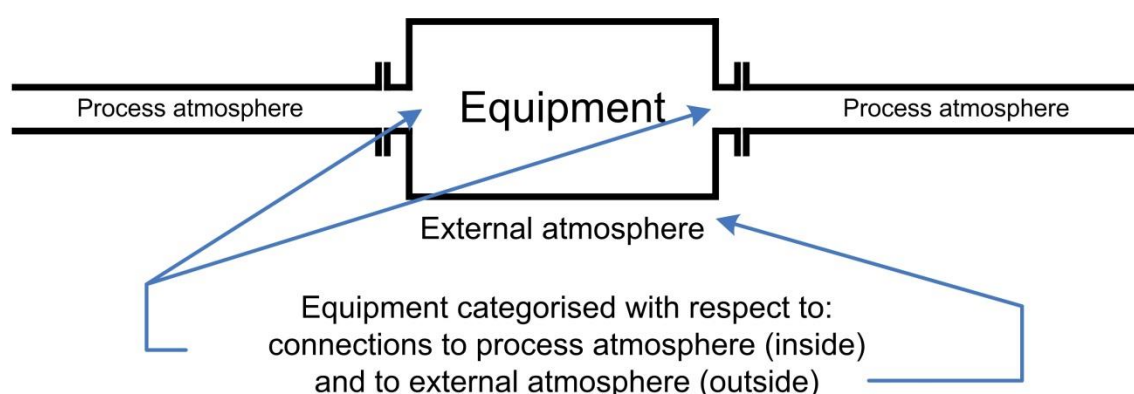 Process atmosphere
Equipment
Process atmosphere
External atmosphere
Equipment categorised with respect to:
connections to process atmosphere (inside)
and to external atmosphere (outside)